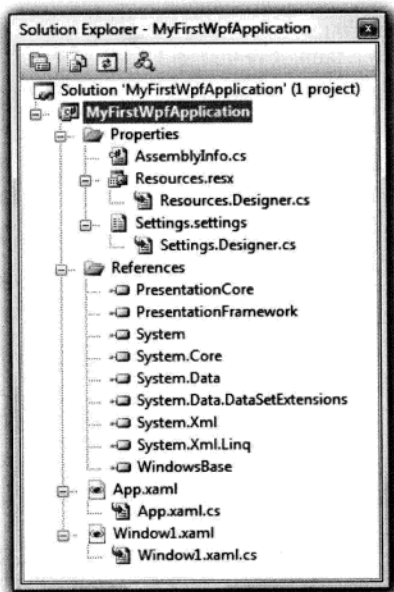 Solution Explorer - MyFirstWpfApplication
Solution 'MyFirstWpfApplication' (1 project)
MyFirstWpfApplication
Properties
AssemblyInfo.cs
Resources.resx
Resources.Designer.cs
Settings.settings
Settings.Designer.cs
References
PresentationCore
PresentationFramework
System
System.Core
System.Data
System.Data.DataSetExtensions
System.Xml
System.Xml.Linq
WindowsBase
App.xaml
App.xaml.cs
Window1.xaml
Window1.xaml.cs